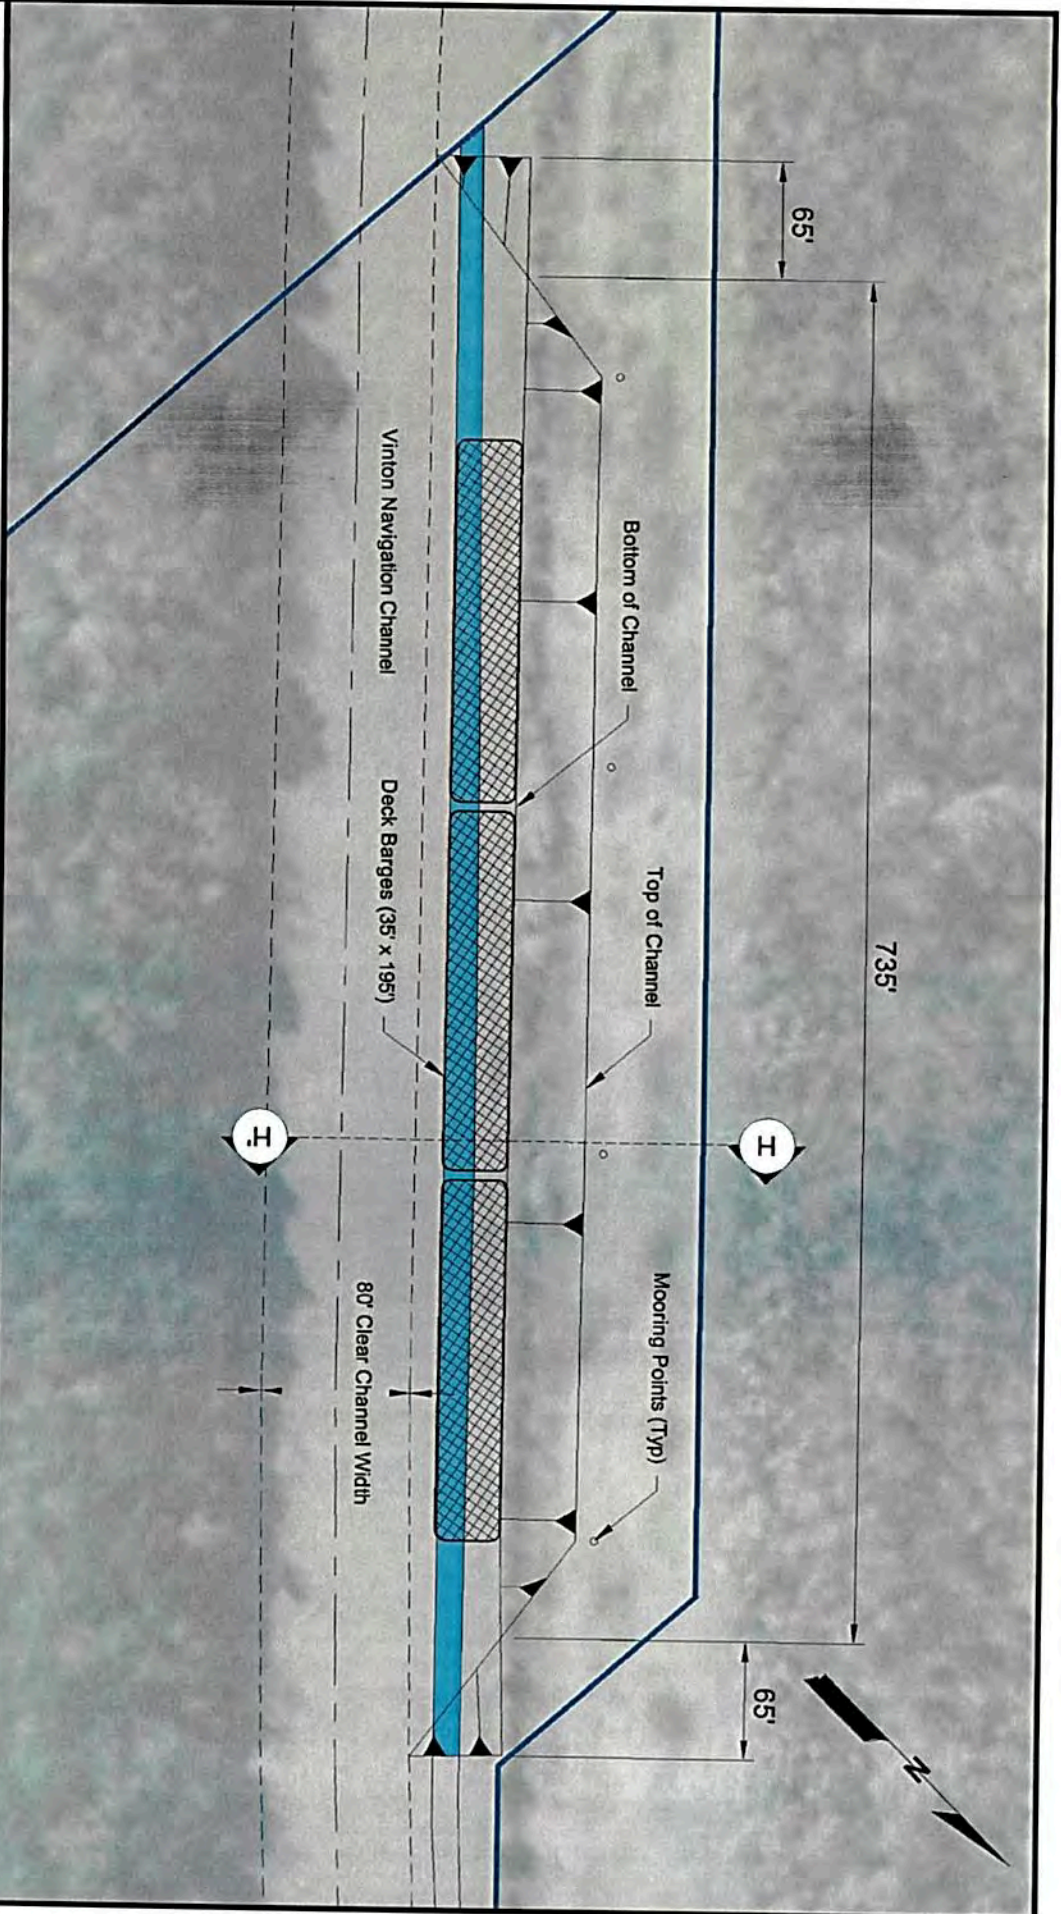 65'
735'
65'
Bottom of Channel
Top of Channel
Mooring Points (Typ)
Vinton Navigation Channel
Deck Barges (35' x 195')
80' Clear Channel Width
H
H'
N